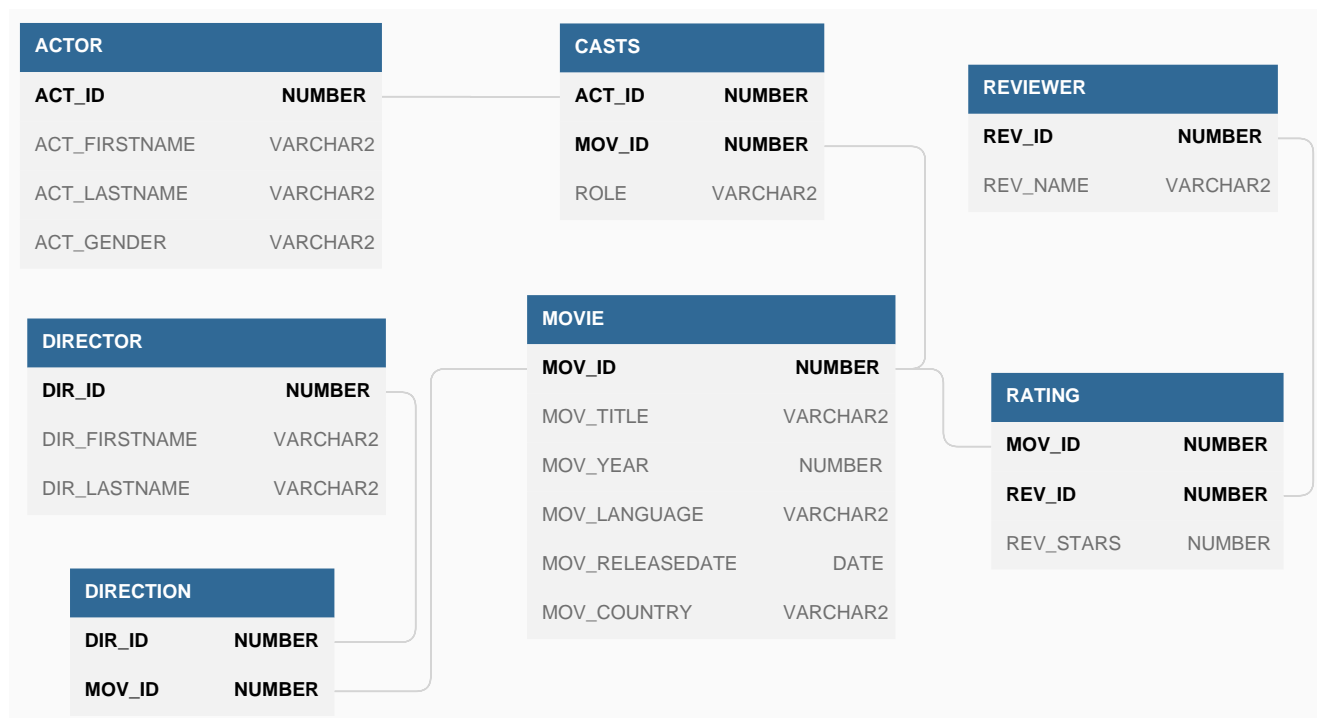 ACTOR
ACT_ID NUMBER
ACT_FIRSTNAME VARCHAR2
ACT_LASTNAME VARCHAR2
ACT_GENDER VARCHAR2
CASTS
ACT_ID NUMBER
MOV_ID NUMBER
ROLE VARCHAR2
REVIEWER
REV_ID NUMBER
REV_NAME VARCHAR2
DIRECTOR
DIR_ID NUMBER
DIR_FIRSTNAME VARCHAR2
DIR_LASTNAME VARCHAR2
MOVIE
MOV_ID NUMBER
MOV_TITLE VARCHAR2
MOV_YEAR NUMBER
MOV_LANGUAGE VARCHAR2
MOV_RELEASEDATE DATE
MOV_COUNTRY VARCHAR2
RATING
MOV_ID NUMBER
REV_ID NUMBER
REV_STARS NUMBER
DIRECTION
DIR_ID NUMBER
MOV_ID NUMBER